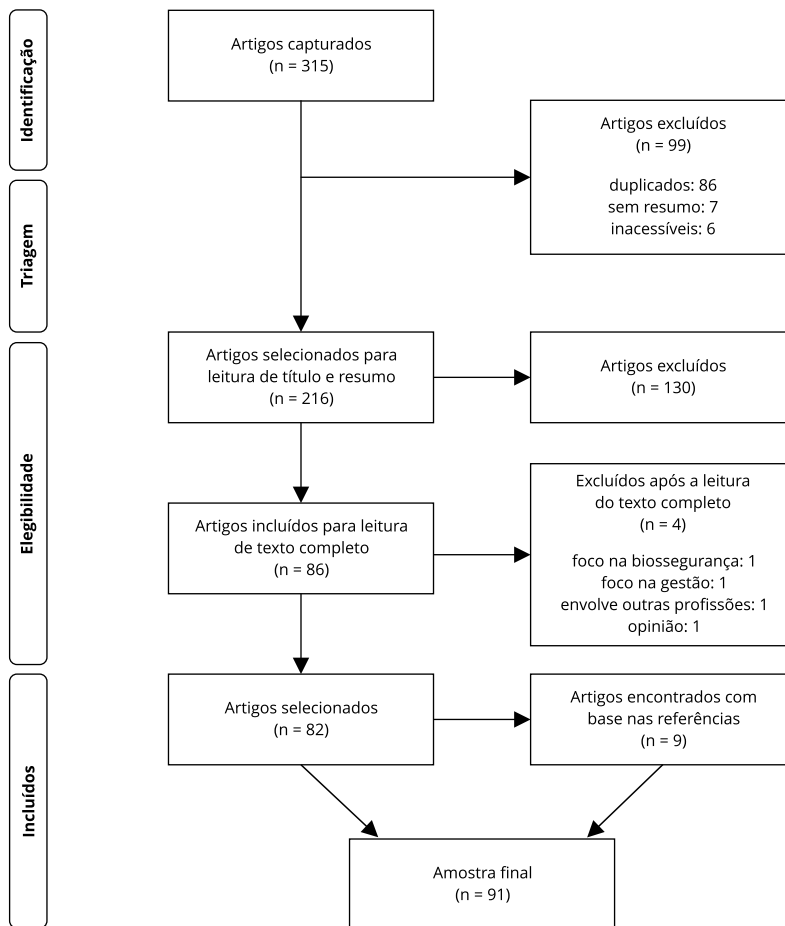 Identificação
Artigos capturados
(n = 315)
Artigos excluídos
(n = 99)
duplicados: 86
sem resumo: 7
inacessíveis: 6
Triagem
Artigos selecionados para
leitura de título e resumo
(n = 216)
Artigos excluídos
(n = 130)
Elegibilidade
Artigos incluídos para leitura
de texto completo
(n = 86)
Excluídos após a leitura
do texto completo
(n = 4)
foco na biossegurança: 1
foco na gestão: 1
envolve outras profissões: 1
opinião: 1
Incluídos
Artigos selecionados
(n = 82)
Artigos encontrados com
base nas referências
(n = 9)
Amostra final
(n = 91)